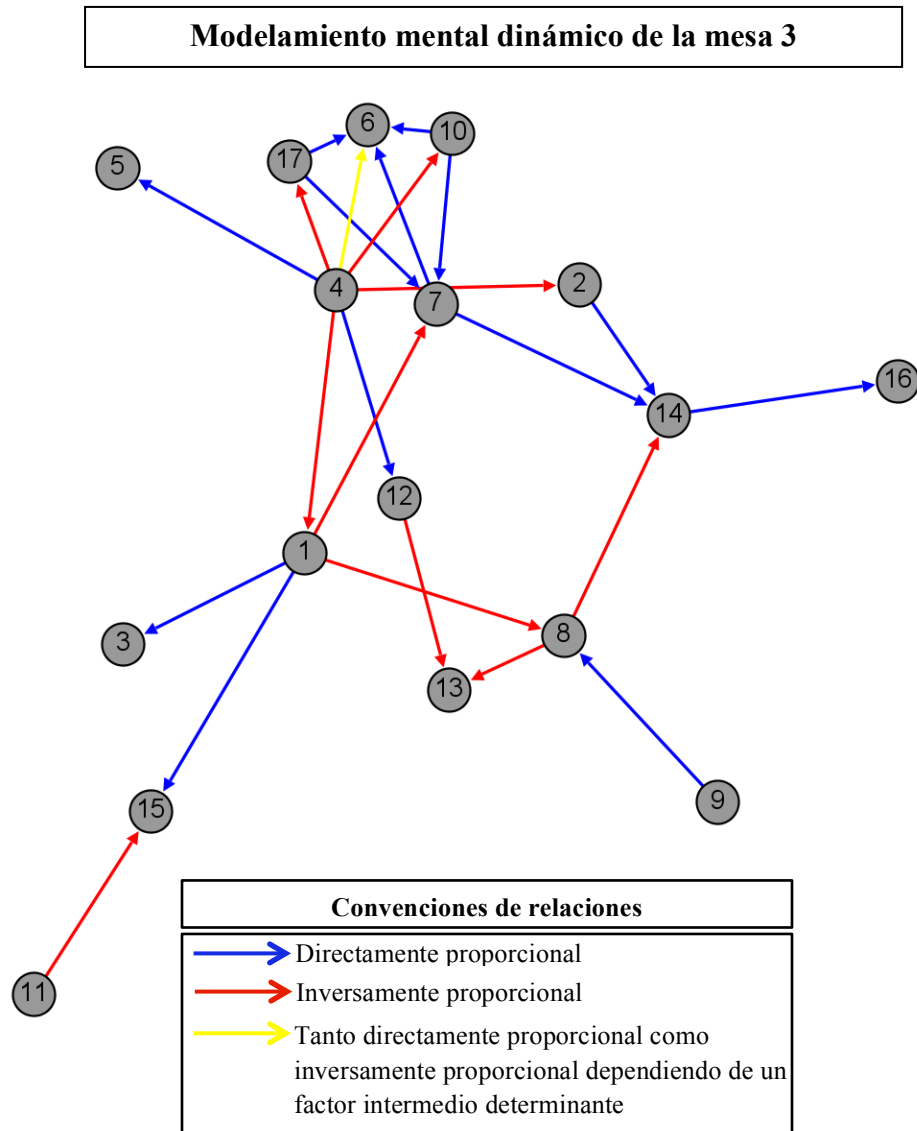 Modelamiento mental dinámico de la mesa 3
6
10
17
5
4
7
2
16
14
12
1
3
8
13
15
9
11
Convenciones de relaciones
Directamente proporcional
Inversamente proporcional
Tanto directamente proporcional como
inversamente proporcional dependiendo de un
factor intermedio determinante